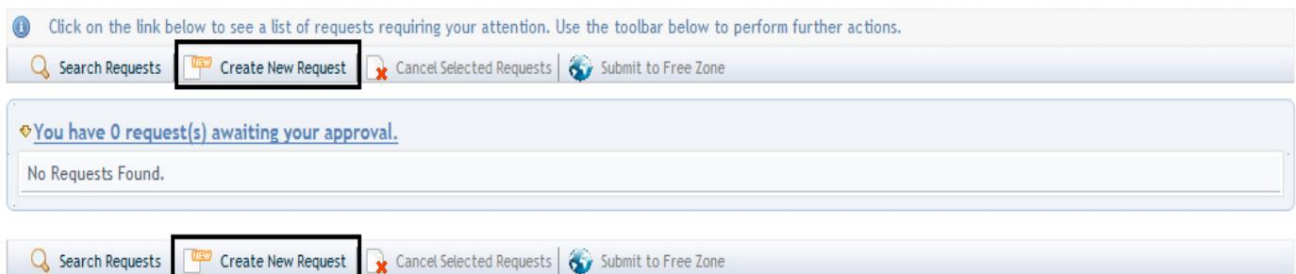 Click on the link below to see a list of requests requiring your attention. Use the toolbar below to perform further actions.
Search Requests NEW Create New Request Cancel Selected Requests Submit to Free Zone
You have 0 request(s) awaiting your approval.
No Requests Found.
Search Requests NEW Create New Request Cancel Selected Requests Submit to Free Zone